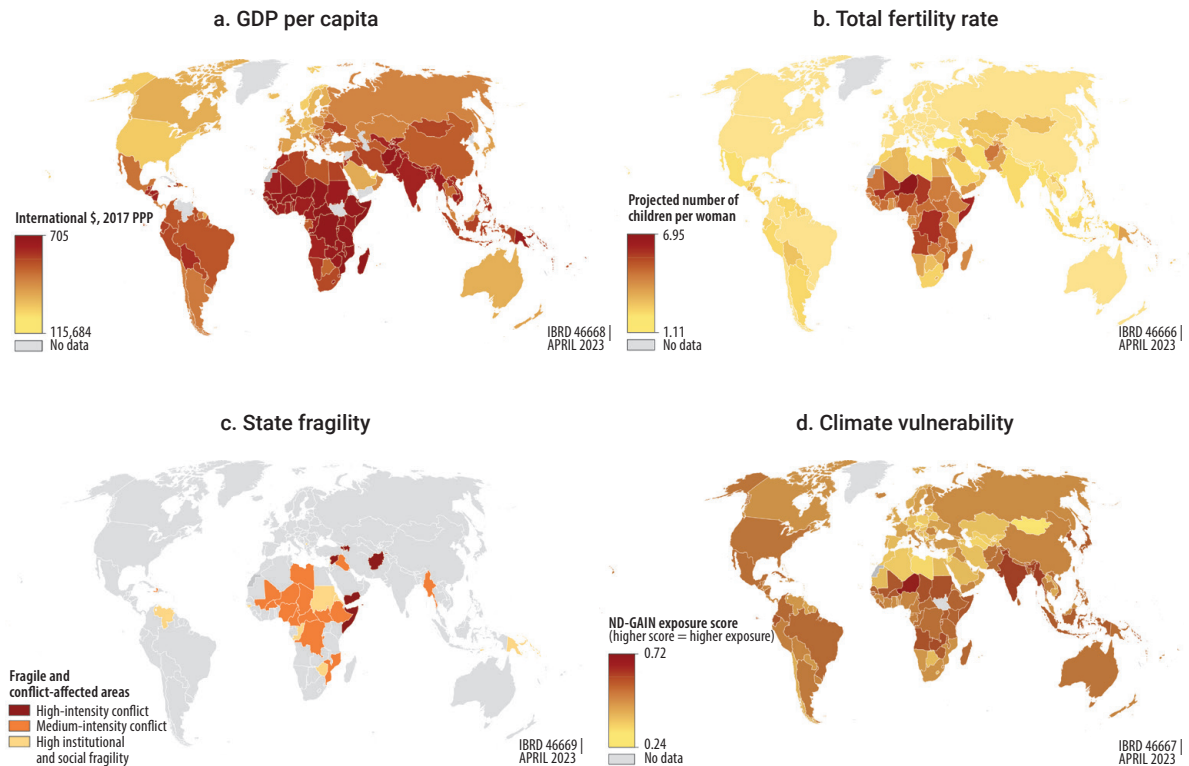 a. GDP per capita
International $, 2017 PPP
705
115,684
No data
IBRD 46668 |
APRIL 2023
b. Total fertility rate
Projected number of
children per woman
6.95
1.11
No data
IBRD 46666 |
APRIL 2023
c. State fragility
Fragile and
conflict-affected areas
High-intensity conflict
Medium-intensity conflict
High institutional
and social fragility
IBRD 46669 |
APRIL 2023
d. Climate vulnerability
ND-GAIN exposure score
(higher score = higher exposure)
0.72
0.24
No data
IBRD 46667 |
APRIL 2023